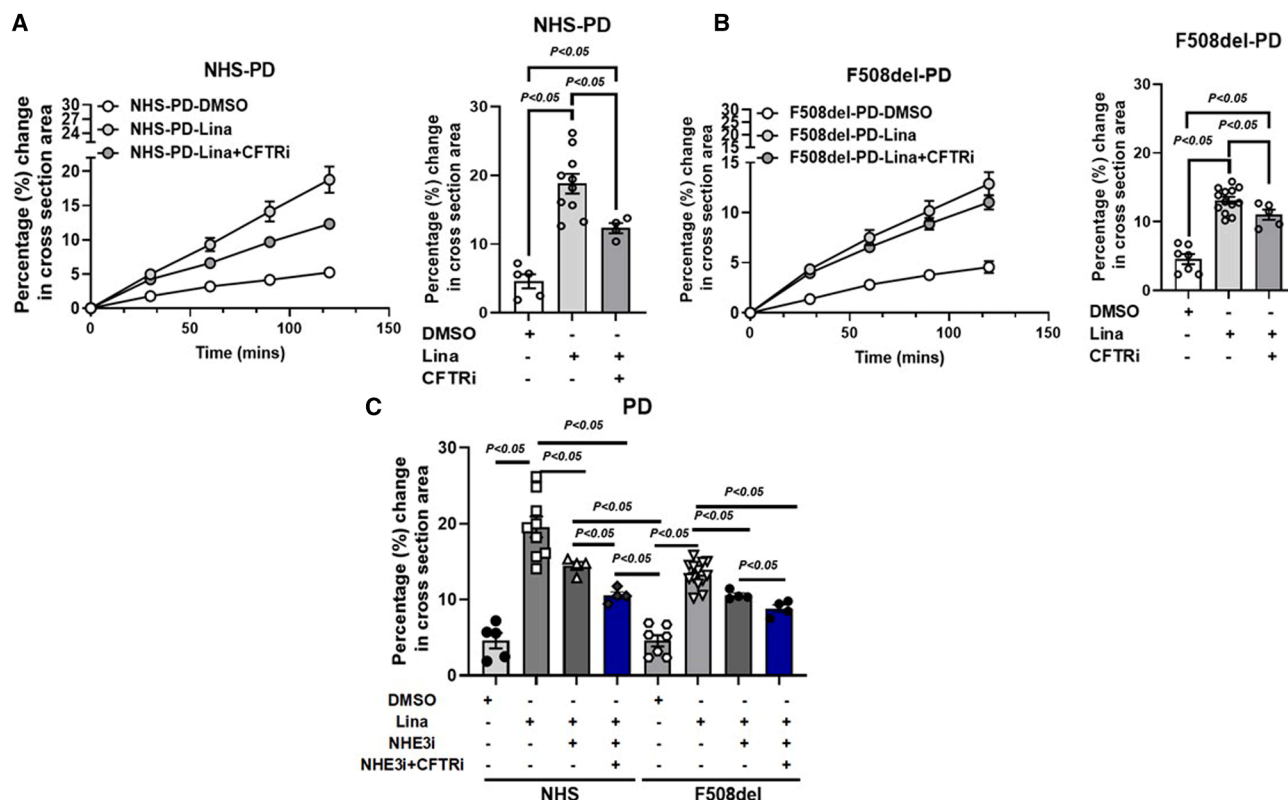 A
NHS-PD
Percentage (%) change
in cross section area
30
27
24
20
15
10
5
0
NHS-PD-DMSO
NHS-PD-Lina
NHS-PD-Lina+CFTRi
0
50
100
150
Time (mins)
NHS-PD
P<0.05
P<0.05
P<0.05
Percentage (%) change
in cross section area
30
20
10
0
DMSO + - -
Lina - + +
CFTRi - - +
B
F508del-PD
Percentage (%) change
in cross section area
30
25
20
15
15
10
5
0
F508del-PD-DMSO
F508del-PD-Lina
F508del-PD-Lina+CFTRi
0
50
100
150
Time (mins)
F508del-PD
P<0.05
P<0.05
P<0.05
Percentage (%) change
in cross section area
30
20
10
0
DMSO + - -
Lina - + +
CFTRi - - +
C
PD
P<0.05
P<0.05
P<0.05
P<0.05
P<0.05
P<0.05
P<0.05
P<0.05
P<0.05
P<0.05
Percentage (%) change
in cross section area
30
20
10
0
DMSO + - - - + - - -
Lina - + + + - + + +
NHE3i - - + + - - + +
NHE3i+CFTRi - - - + - - - +
NHS
F508del